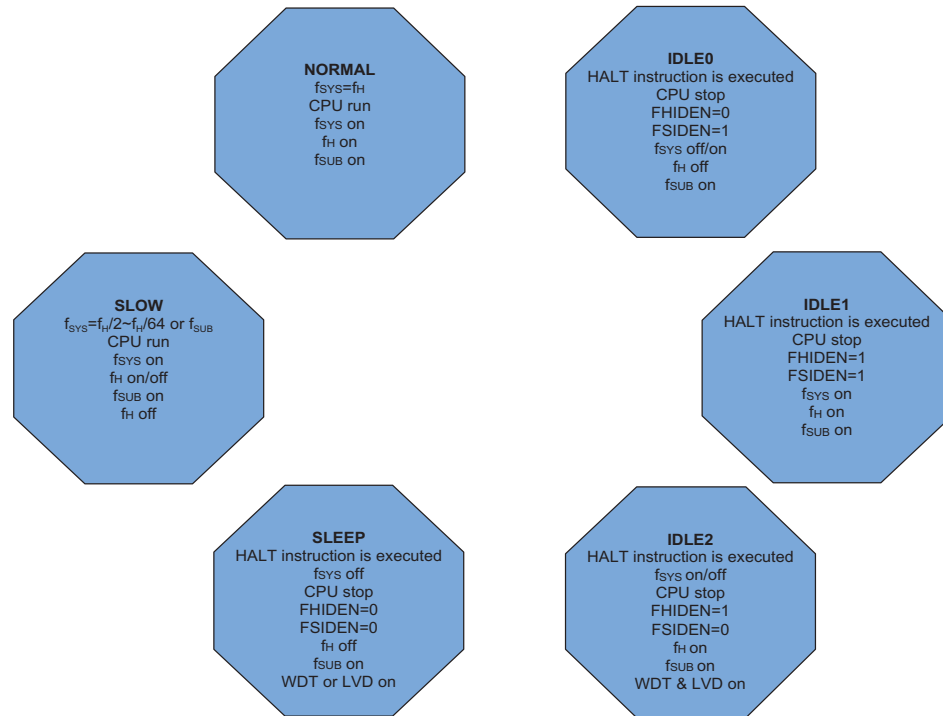 NORMAL
fSYS=fH
CPU run
fSYS on
fH on
fSUB on
IDLE0
HALT instruction is executed
CPU stop
FHIDEN=0
FSIDEN=1
fSYS off/on
fH off
fSUB on
SLOW
fSYS=fH/2~fH/64 or fSUB
CPU run
fSYS on
fH on/off
fSUB on
fH off
IDLE1
HALT instruction is executed
CPU stop
FHIDEN=1
FSIDEN=1
fSYS on
fH on
fSUB on
SLEEP
HALT instruction is executed
fSYS off
CPU stop
FHIDEN=0
FSIDEN=0
fH off
fSUB on
WDT or LVD on
IDLE2
HALT instruction is executed
fSYS on/off
CPU stop
FHIDEN=1
FSIDEN=0
fH on
fSUB on
WDT & LVD on